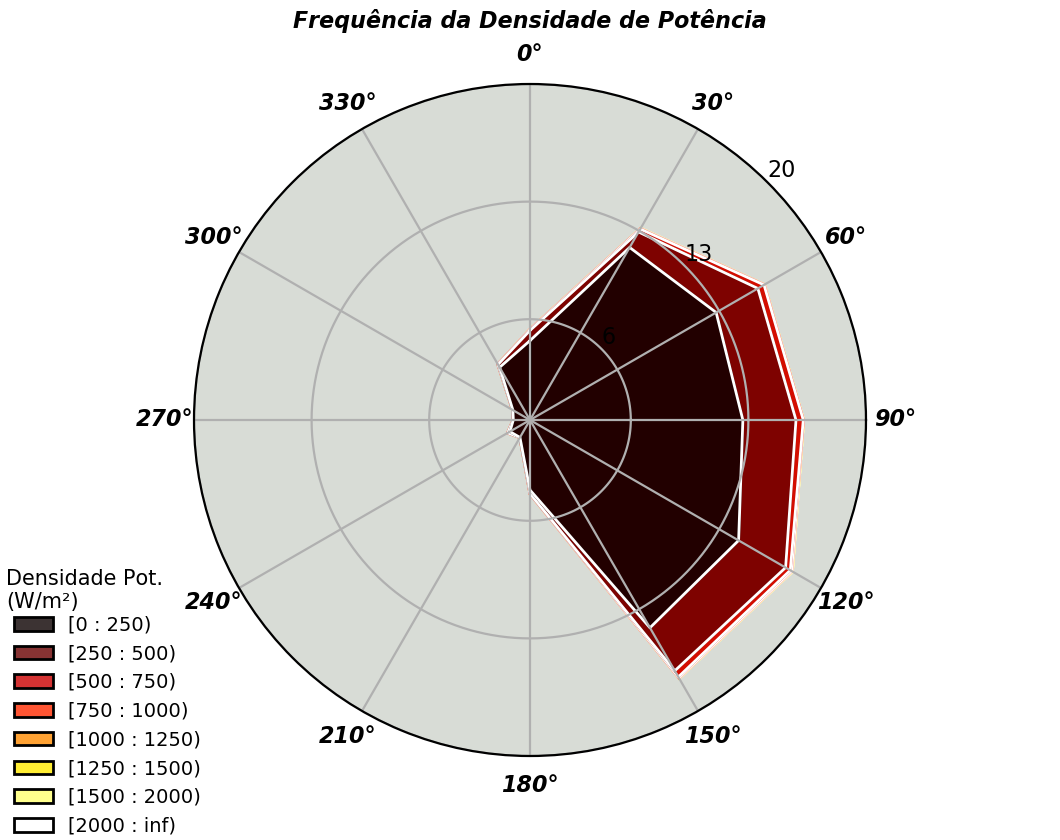 Frequência da Densidade de Potência
0°
330°
30°
20
300°
60°
13
6
270°
90°
240°
120°
210°
150°
180°
Densidade Pot.
(W/m²)
[0 : 250)
[250 : 500)
[500 : 750)
[750 : 1000)
[1000 : 1250)
[1250 : 1500)
[1500 : 2000)
[2000 : inf)